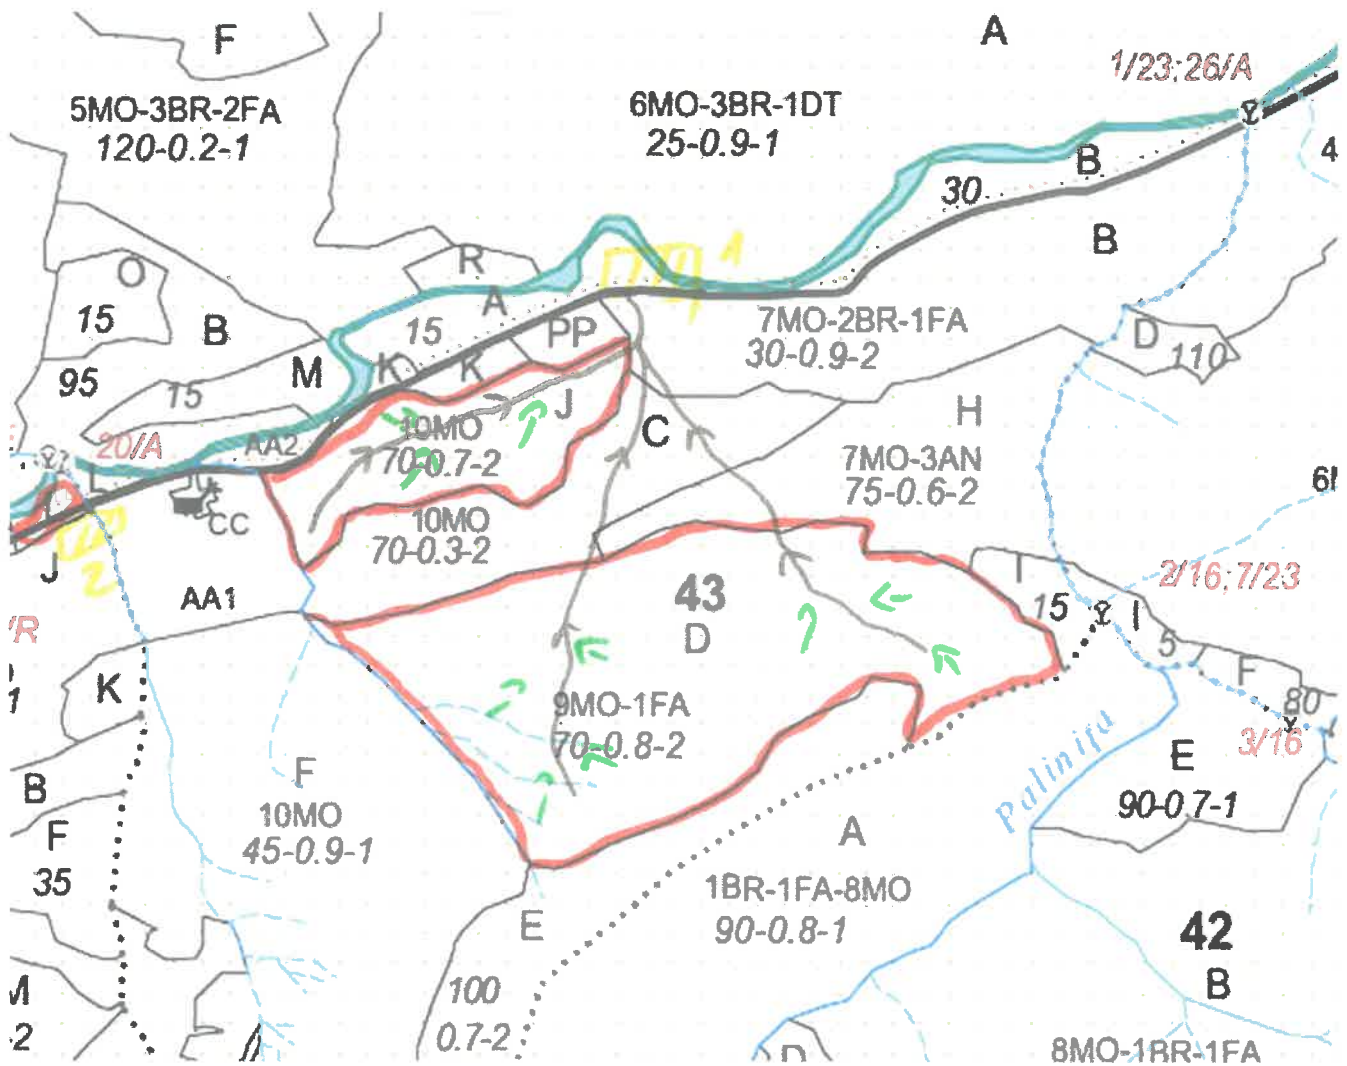 F
A
1/23;26/A
5MO-3BR-2FA
120-0.2-1
6MO-3BR-1DT
25-0.9-1
B
4
30
B
O
R
1
15
B
A
15
PP
7MO-2BR-1FA
30-0.9-2
D
110
95
15
M
K
K
J
H
20/A
AA2
10MO
70-0.7-2
C
7MO-3AN
75-0.6-2
L
CC
10MO
70-0.3-2
J
2
AA1
43
D
I
15
I
2/16;7/23
5
/R
K
9MO-1FA
70-0.8-2
F
80
3/16
B
F
10MO
45-0.9-1
Palinița
E
90-0.7-1
F
35
A
1BR-1FA-8MO
90-0.8-1
E
42
B
M
-2
100
0.7-2
D
8MO-1BR-1FA